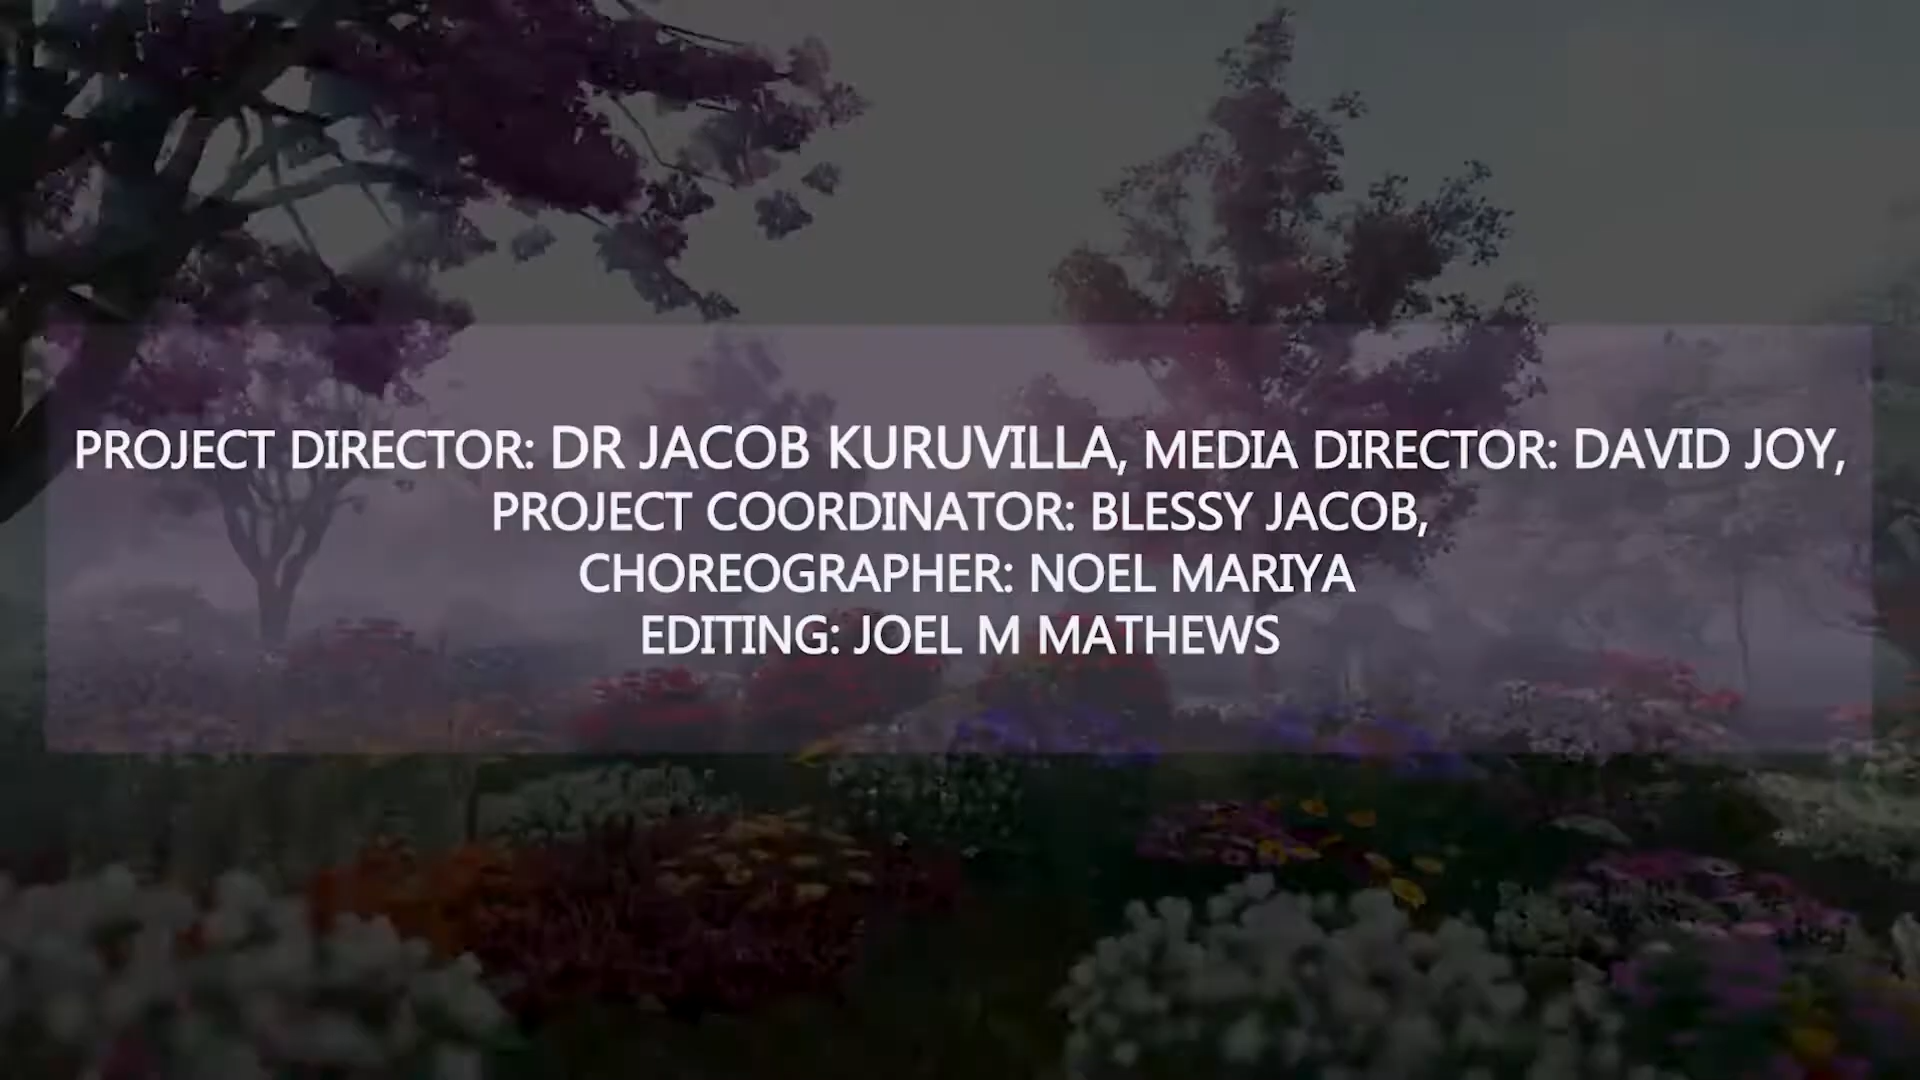 PROJECT DIRECTOR: DR JACOB KURUVILLA, MEDIA DIRECTOR: DAVID JOY,
PROJECT COORDINATOR: BLESSY JACOB,
CHOREOGRAPHER: NOEL MARIYA
EDITING: JOEL M MATHEWS